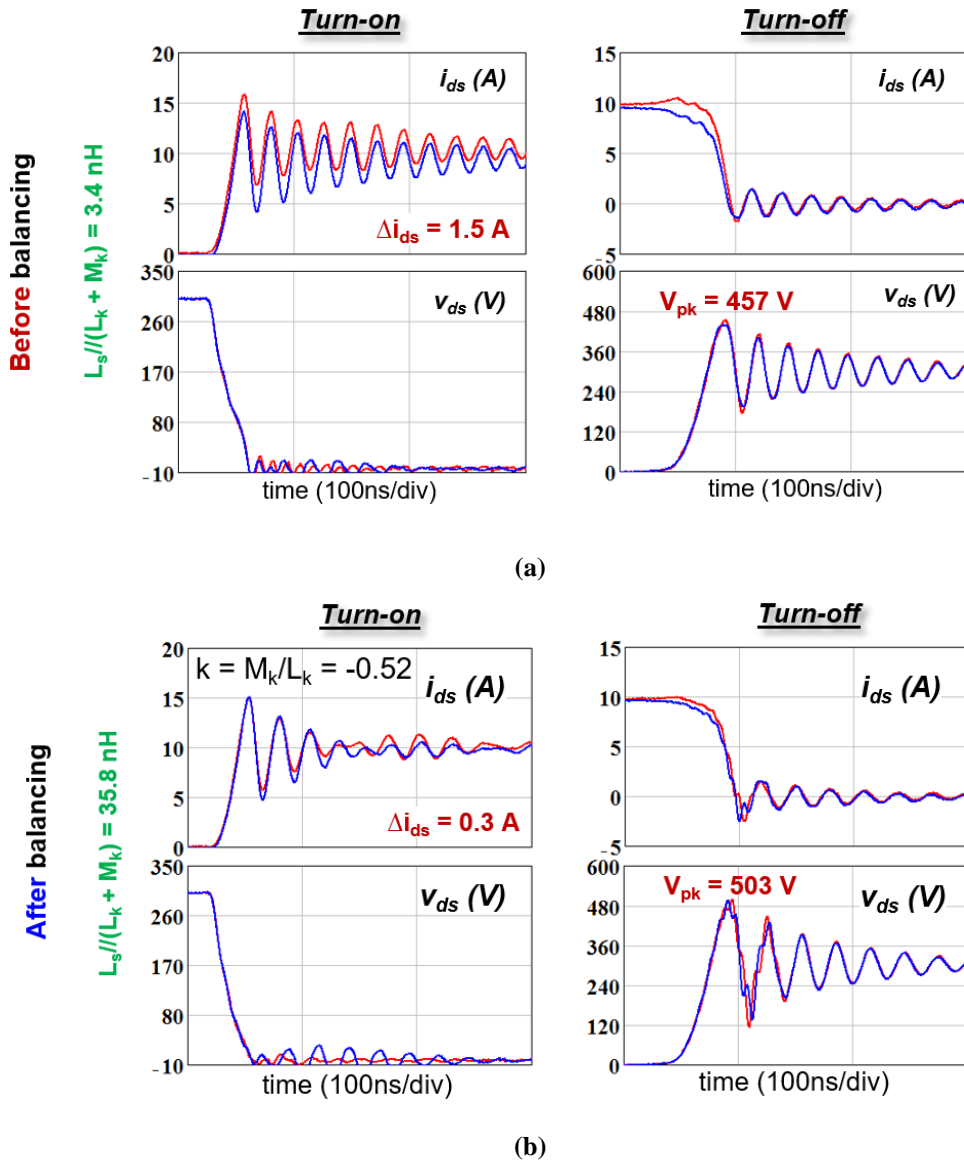 Turn-on
Turn-off
Before balancing
Ls//(Lk + Mk) = 3.4 nH
20
15
10
5
0
ids (A)
Δids = 1.5 A
15
10
5
0
-5
ids (A)
350
260
170
80
-10
vds (V)
time (100ns/div)
600
480
360
240
120
0
Vpk = 457 V
vds (V)
time (100ns/div)
(a)
Turn-on
Turn-off
After balancing
Ls//(Lk + Mk) = 35.8 nH
20
15
10
5
0
k = Mk/Lk = -0.52
ids (A)
Δids = 0.3 A
15
10
5
0
-5
ids (A)
350
260
170
80
-10
vds (V)
time (100ns/div)
600
480
360
240
120
0
Vpk = 503 V
vds (V)
time (100ns/div)
(b)